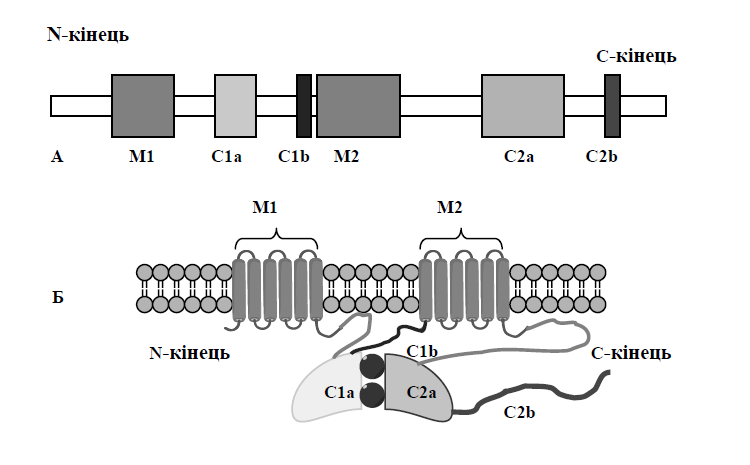 N-кінець
C-кінець
А M1 C1a C1b M2 C2a C2b
M1 M2
Б
N-кінець C1b C-кінець
C1a C2a
C2b